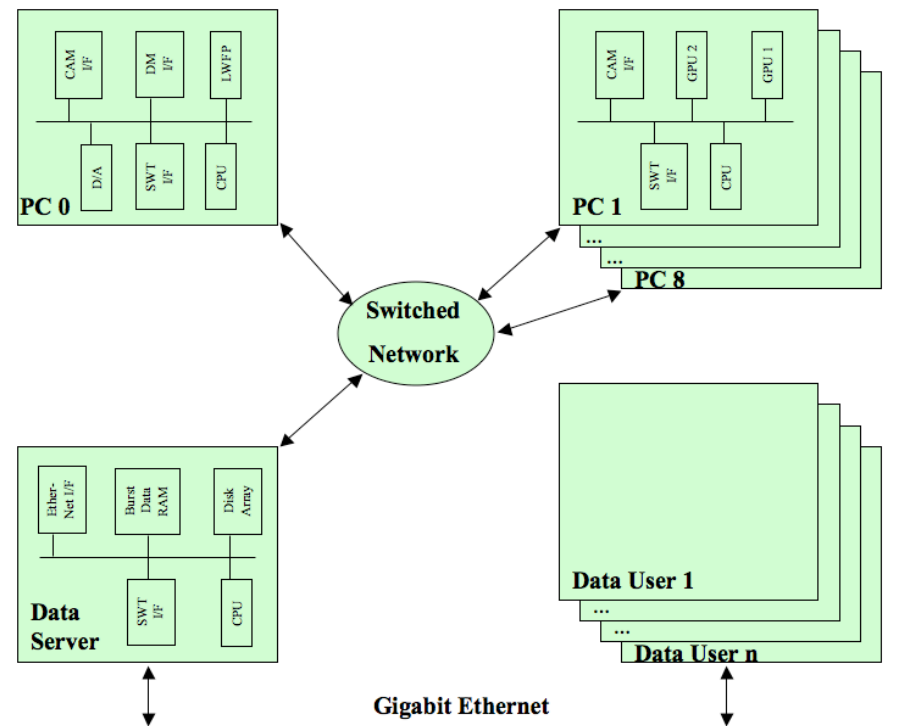 CAM
I/F
DM
I/F
LWFP
D/A
SWT
I/F
CPU
PC 0
CAM
I/F
GPU 2
GPU 1
SWT
I/F
CPU
PC 1
...
...
PC 8
Switched
Network
Ether-
Net I/F
Burst
Data
RAM
Disk
Array
SWT
I/F
CPU
Data
Server
Data User 1
...
...
Data User n
Gigabit Ethernet